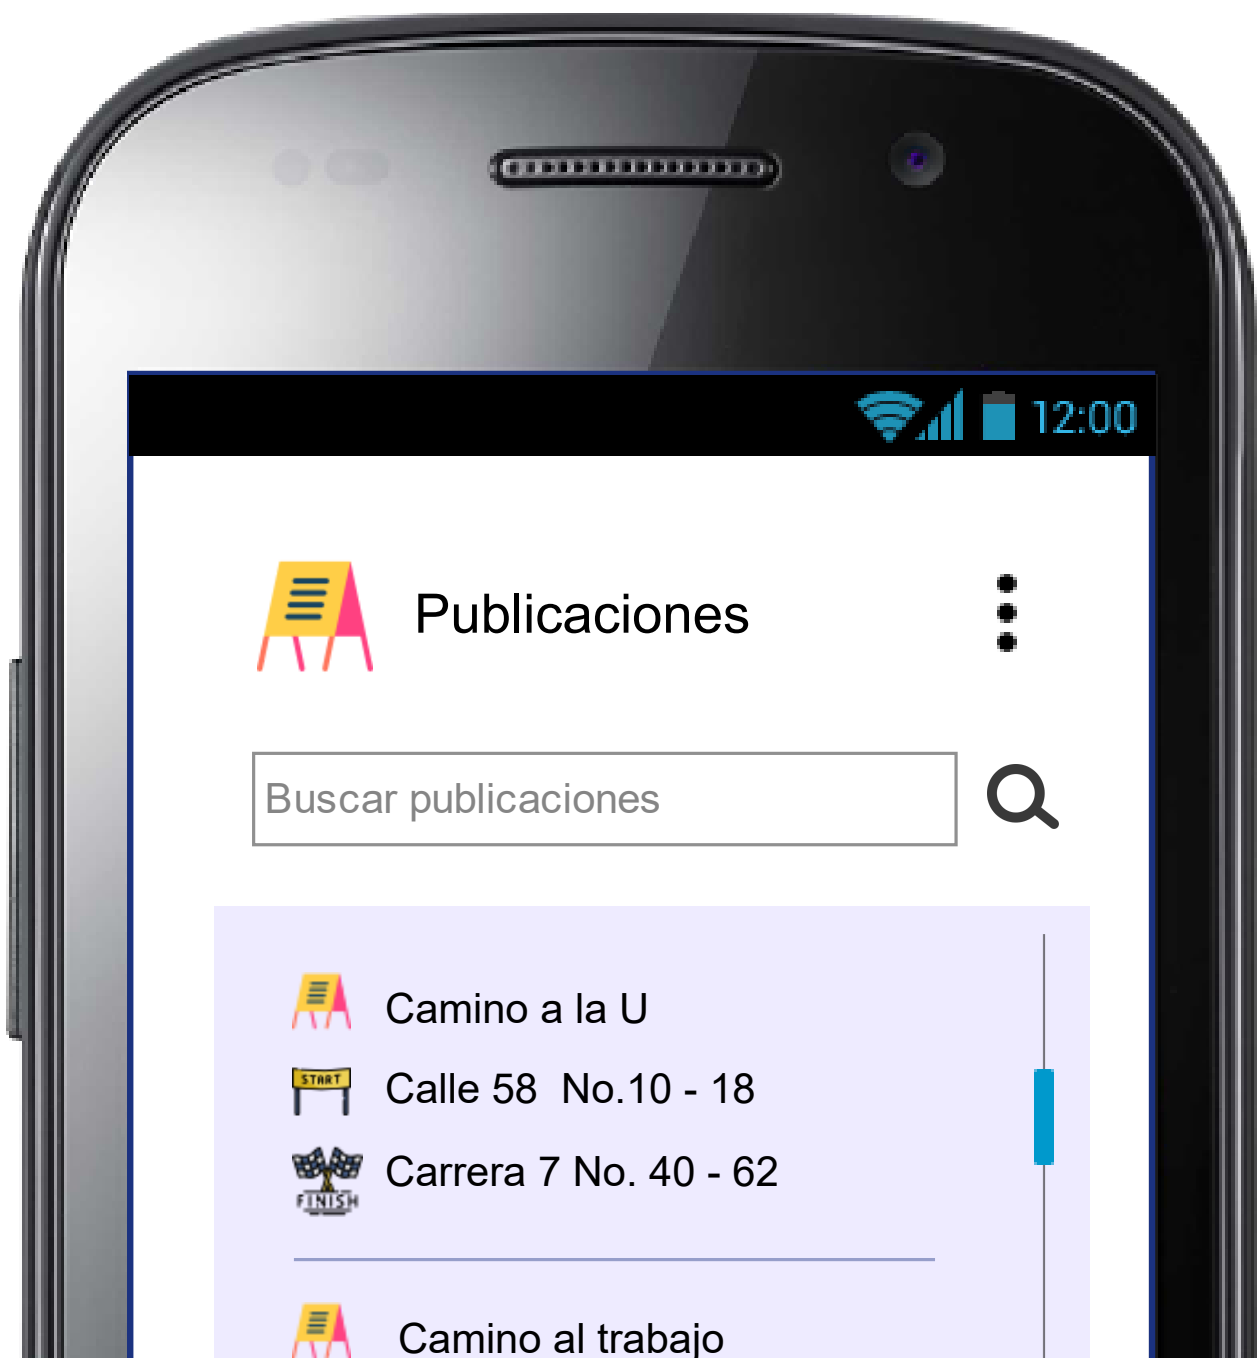 12:00
Publicaciones
Buscar publicaciones
Camino a la U
START
Calle 58  No.10 - 18
Carrera 7 No. 40 - 62
FINISH
Camino al trabajo